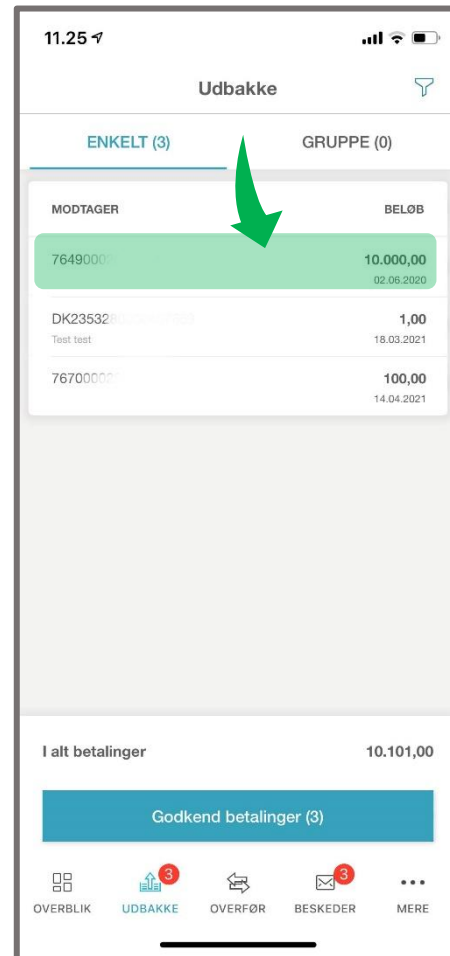 11.25
Udbakke
ENKELT (3) GRUPPE (0)
MODTAGER BELØB
10.000,00
02.06.2020
1,00
Test test 18.03.2021
100,00
14.04.2021
I alt betalinger 10.101,00
Godkend betalinger (3)
3 3
OVERBLIK UDBAKKE OVERFØR BESKEDER MERE